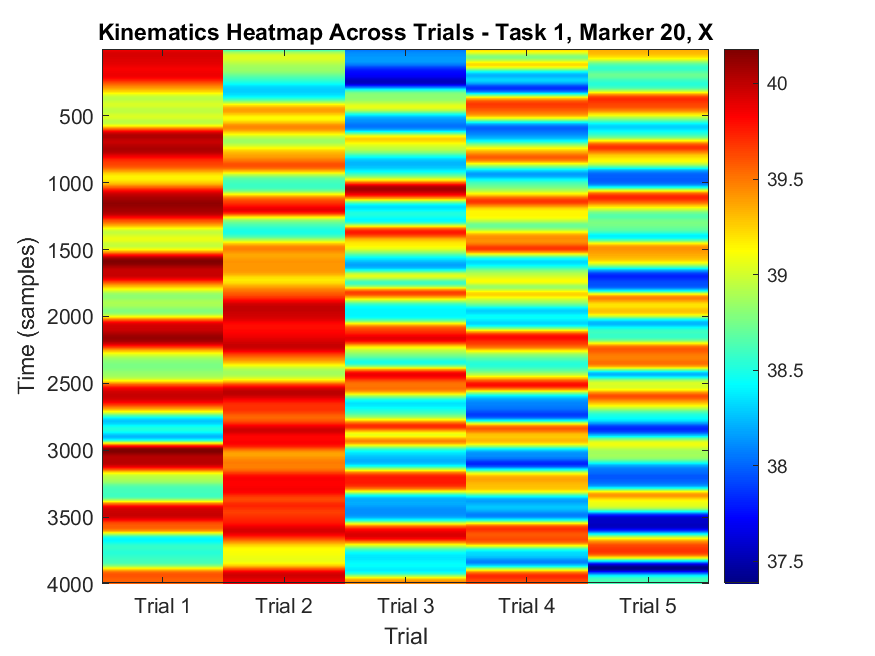 Kinematics Heatmap Across Trials - Task 1, Marker 20, X
500
1000
1500
2000
2500
3000
3500
4000
Time (samples)
Trial 1
Trial 2
Trial 3
Trial 4
Trial 5
Trial
40
39.5
39
38.5
38
37.5